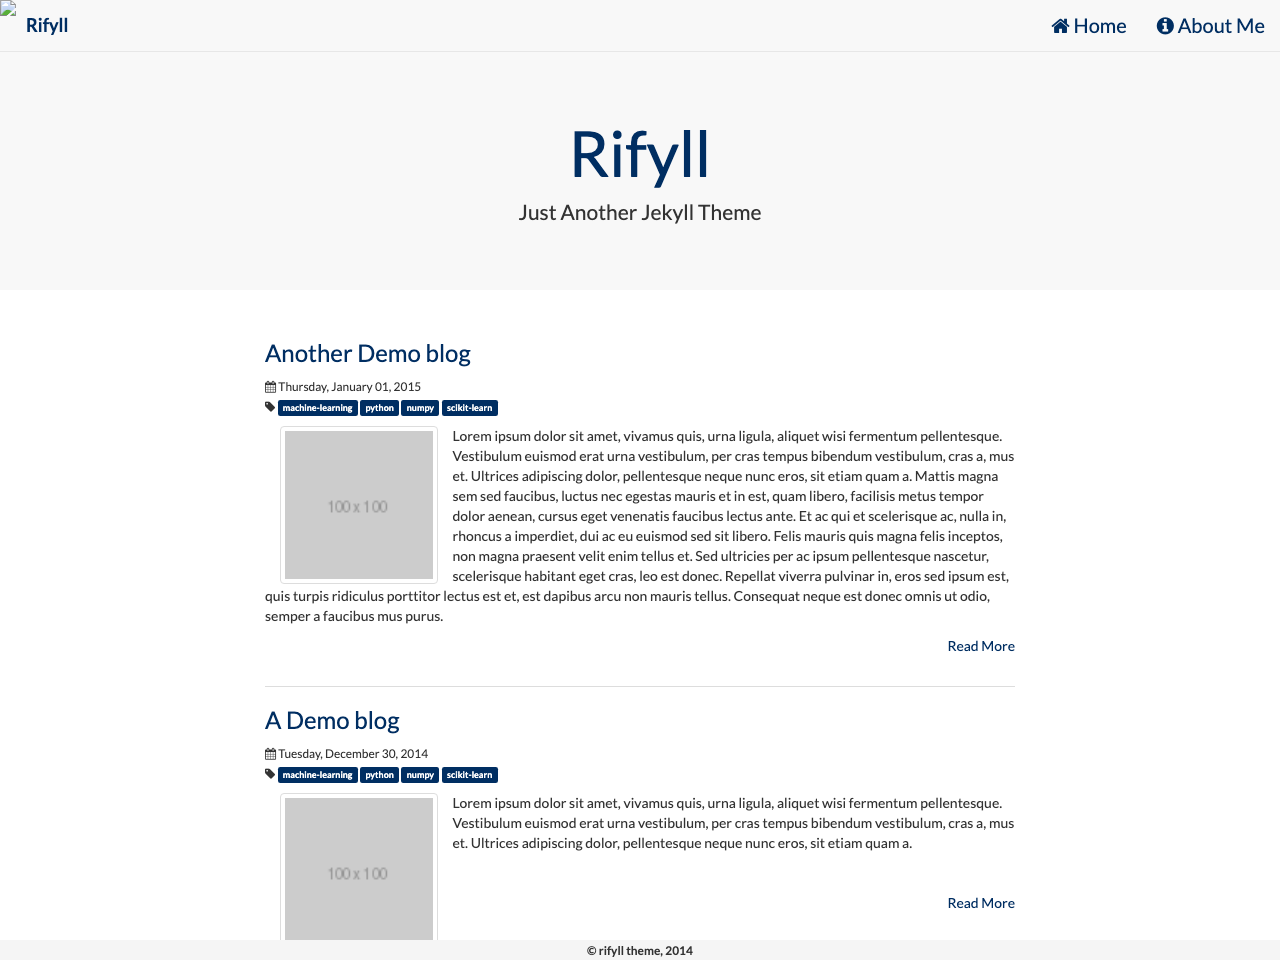 Rifyll
Home
About Me
Rifyll
Just Another Jekyll Theme
Another Demo blog
Thursday, January 01, 2015
machine-learning python numpy scikit-learn
100 x 100
Lorem ipsum dolor sit amet, vivamus quis, urna ligula, aliquet wisi fermentum pellentesque.
Vestibulum euismod erat urna vestibulum, per cras tempus bibendum vestibulum, cras a, mus
et. Ultrices adipiscing dolor, pellentesque neque nunc eros, sit etiam quam a. Mattis magna
sem sed faucibus, luctus nec egestas mauris et in est, quam libero, facilisis metus tempor
dolor aenean, cursus eget venenatis faucibus lectus ante. Et ac qui et scelerisque ac, nulla in,
rhoncus a imperdiet, dui ac eu euismod sed sit libero. Felis mauris quis magna felis inceptos,
non magna praesent velit enim tellus et. Sed ultricies per ac ipsum pellentesque nascetur,
scelerisque habitant eget cras, leo est donec. Repellat viverra pulvinar in, eros sed ipsum est,
quis turpis ridiculus porttitor lectus est et, est dapibus arcu non mauris tellus. Consequat neque est donec omnis ut odio,
semper a faucibus mus purus.
Read More
A Demo blog
Tuesday, December 30, 2014
machine-learning python numpy scikit-learn
100 x 100
Lorem ipsum dolor sit amet, vivamus quis, urna ligula, aliquet wisi fermentum pellentesque.
Vestibulum euismod erat urna vestibulum, per cras tempus bibendum vestibulum, cras a, mus
et. Ultrices adipiscing dolor, pellentesque neque nunc eros, sit etiam quam a.
Read More
© rifyll theme, 2014